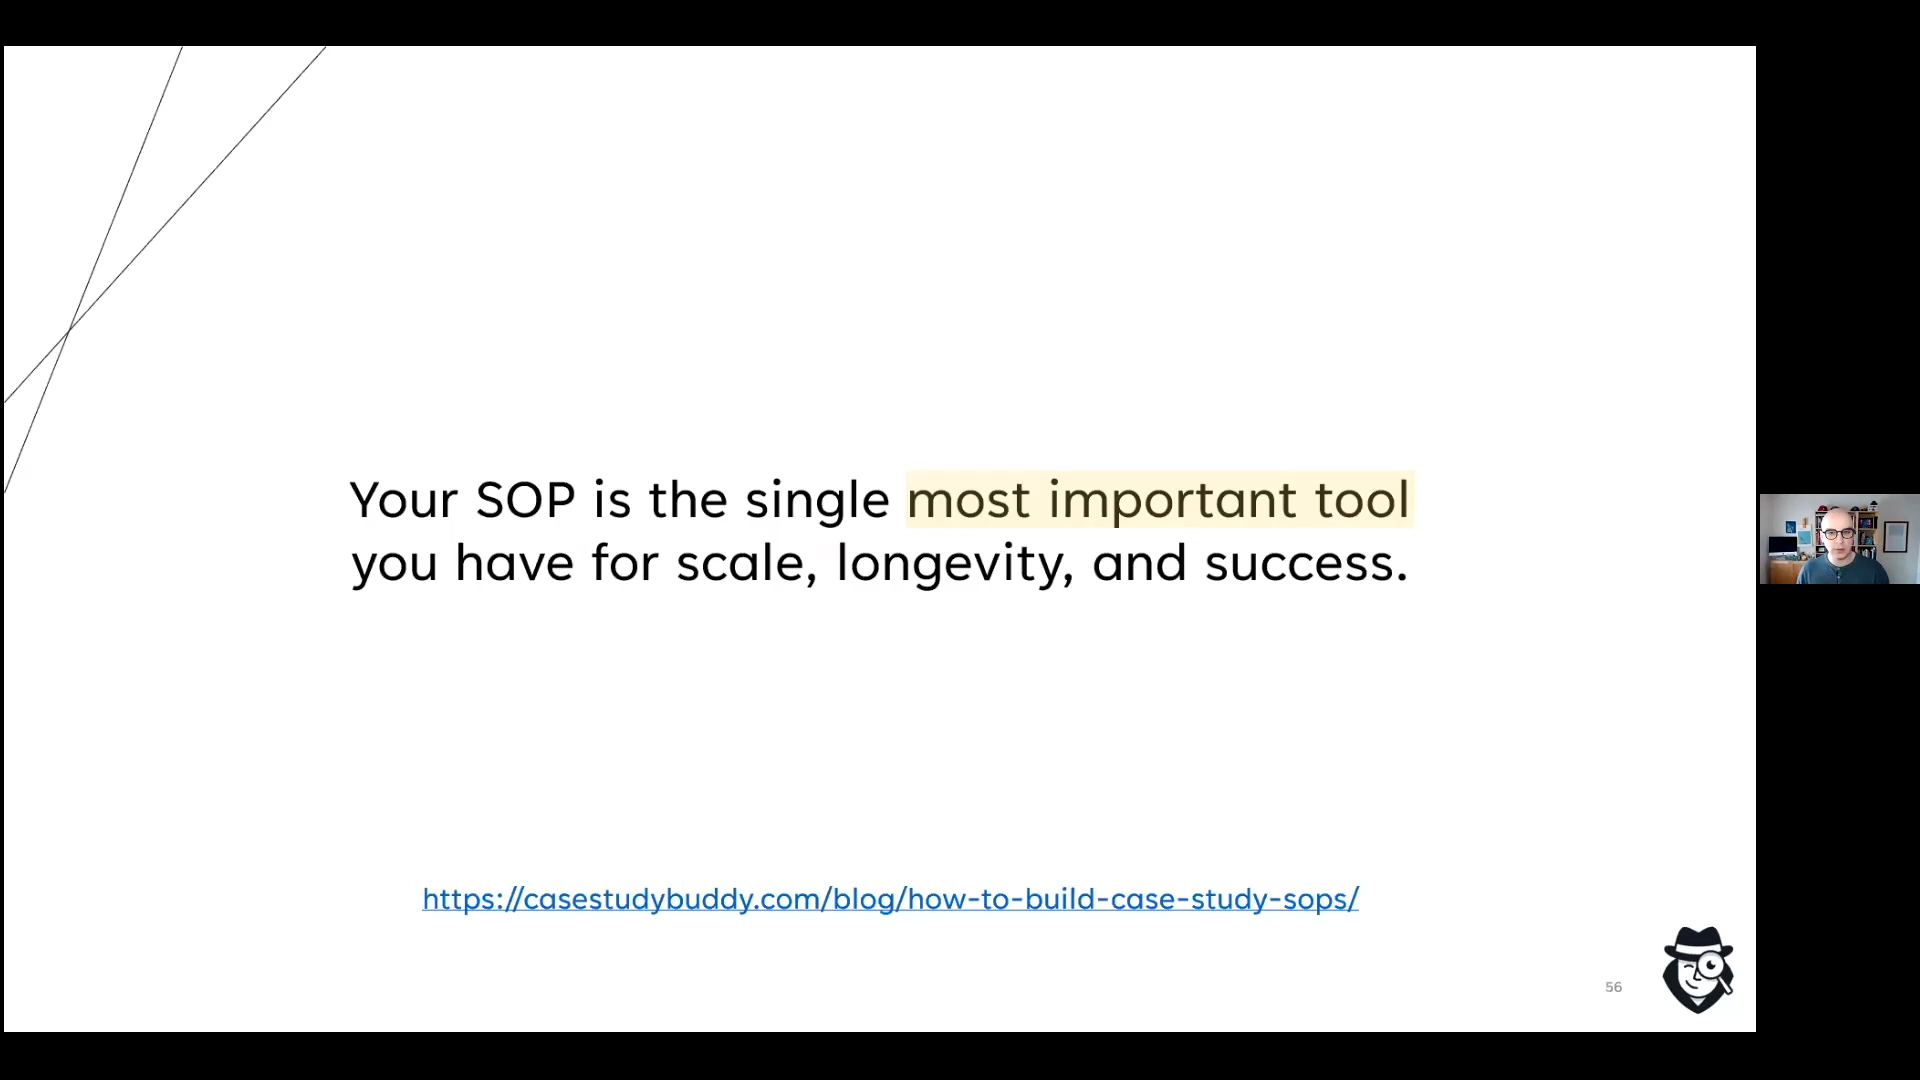 Your SOP is the single most important tool
you have for scale, longevity, and success.
https://casestudybuddy.com/blog/how-to-build-case-study-sops/
56